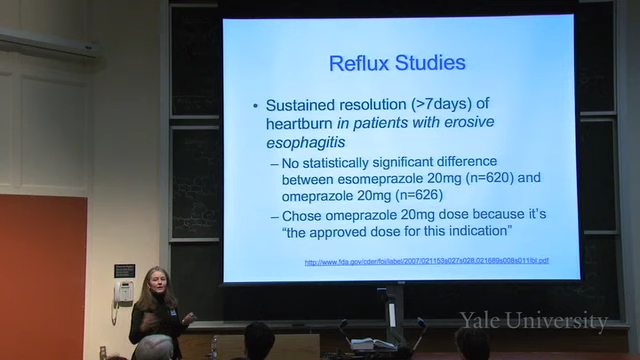 Reflux Studies
• Sustained resolution (>7days) of
heartburn in patients with erosive
esophagitis
– No statistically significant difference
between esomeprazole 20mg (n=620) and
omeprazole 20mg (n=626)
– Chose omeprazole 20mg dose because it's
“the approved dose for this indication”
http://www.fda.gov/cder/foi/label/2007/021153s027s028,021689s008s011lbl.pdf
Yale University